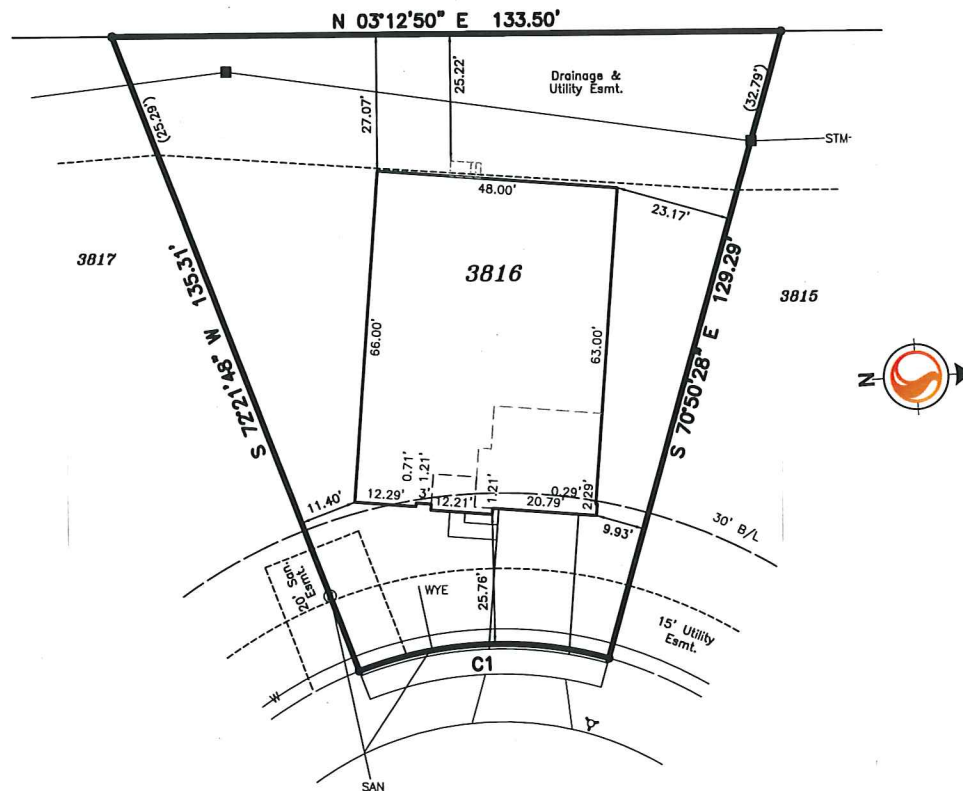 N 03°12'50" E 133.50'
(25.29')
27.07'
25.22'
Drainage &
Utility Esmt.
(32.79')
STM-
48.00'
23.17'
3817
S 72°21'48" W 135.31'
3816
3815
66.00'
63.00'
S 70°50'28" E 129.29'
N
11.40'
12.29'
0.71'
3'
1.21'
12.21'
1.21'
20.79'
0.29'
2.29'
9.93'
30' B/L
20' San.
Esmt.
WYE
25.76'
15' Utility
Esmt.
W
C1
SAN